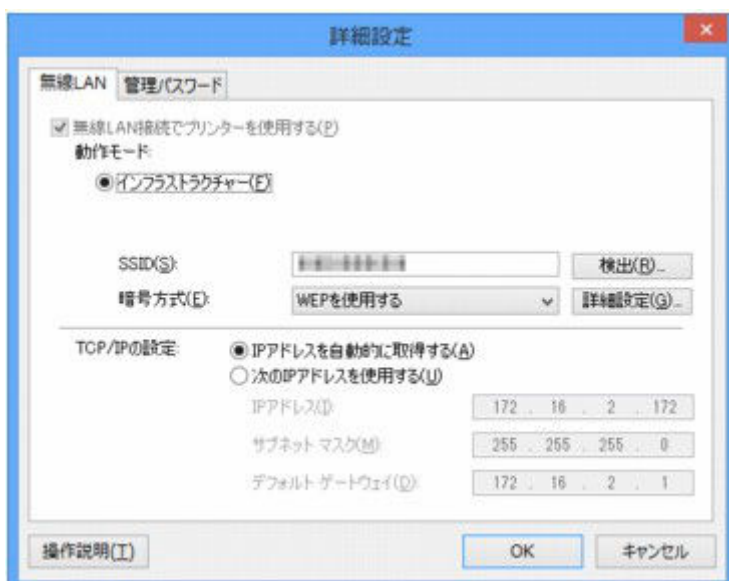 詳細設定
無線LAN 管理パスワード
無線LAN接続でプリンターを使用する(P)
動作モード:
インフラストラクチャー(F)
SSID(S): 検出(R)...
暗号方式(E): WEPを使用する 詳細設定(G)...
TCP/IPの設定: IPアドレスを自動的に取得する(A)
次のIPアドレスを使用する(U)
IPアドレス(I): 172 . 16 . 2 . 172
サブネット マスク(M): 255 . 255 . 255 . 0
デフォルト ゲートウェイ(D): 172 . 16 . 2 . 1
操作説明(T) OK キャンセル